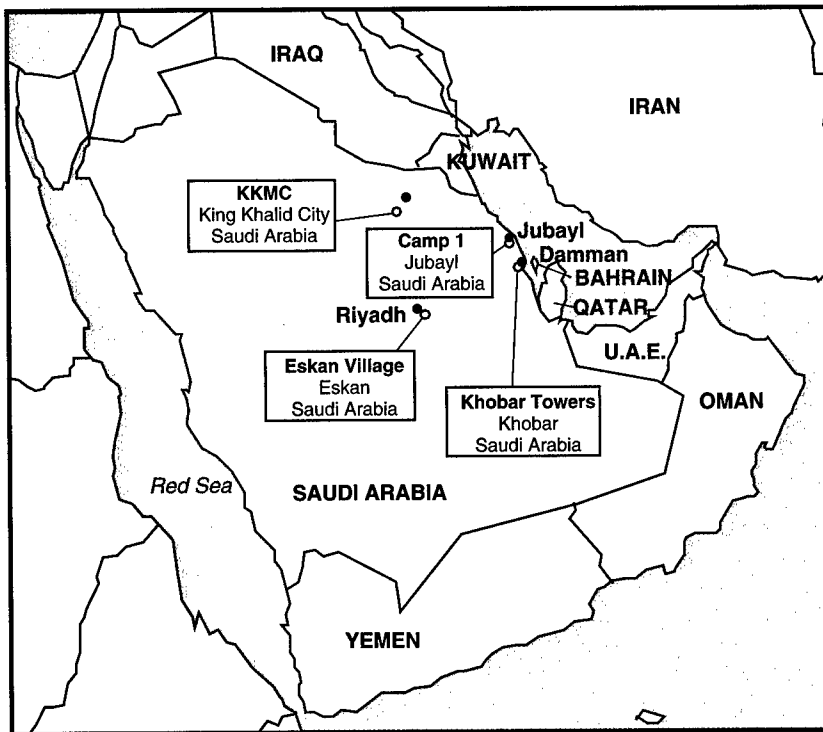 IRAQ
IRAN
KUWAIT
KKMC
King Khalid City
Saudi Arabia
Camp 1
Jubayl
Saudi Arabia
Jubayl
Damman
BAHRAIN
QATAR
Riyadh
U.A.E.
Eskan Village
Eskan
Saudi Arabia
Khobar Towers
Khobar
Saudi Arabia
OMAN
Red Sea
SAUDI ARABIA
YEMEN